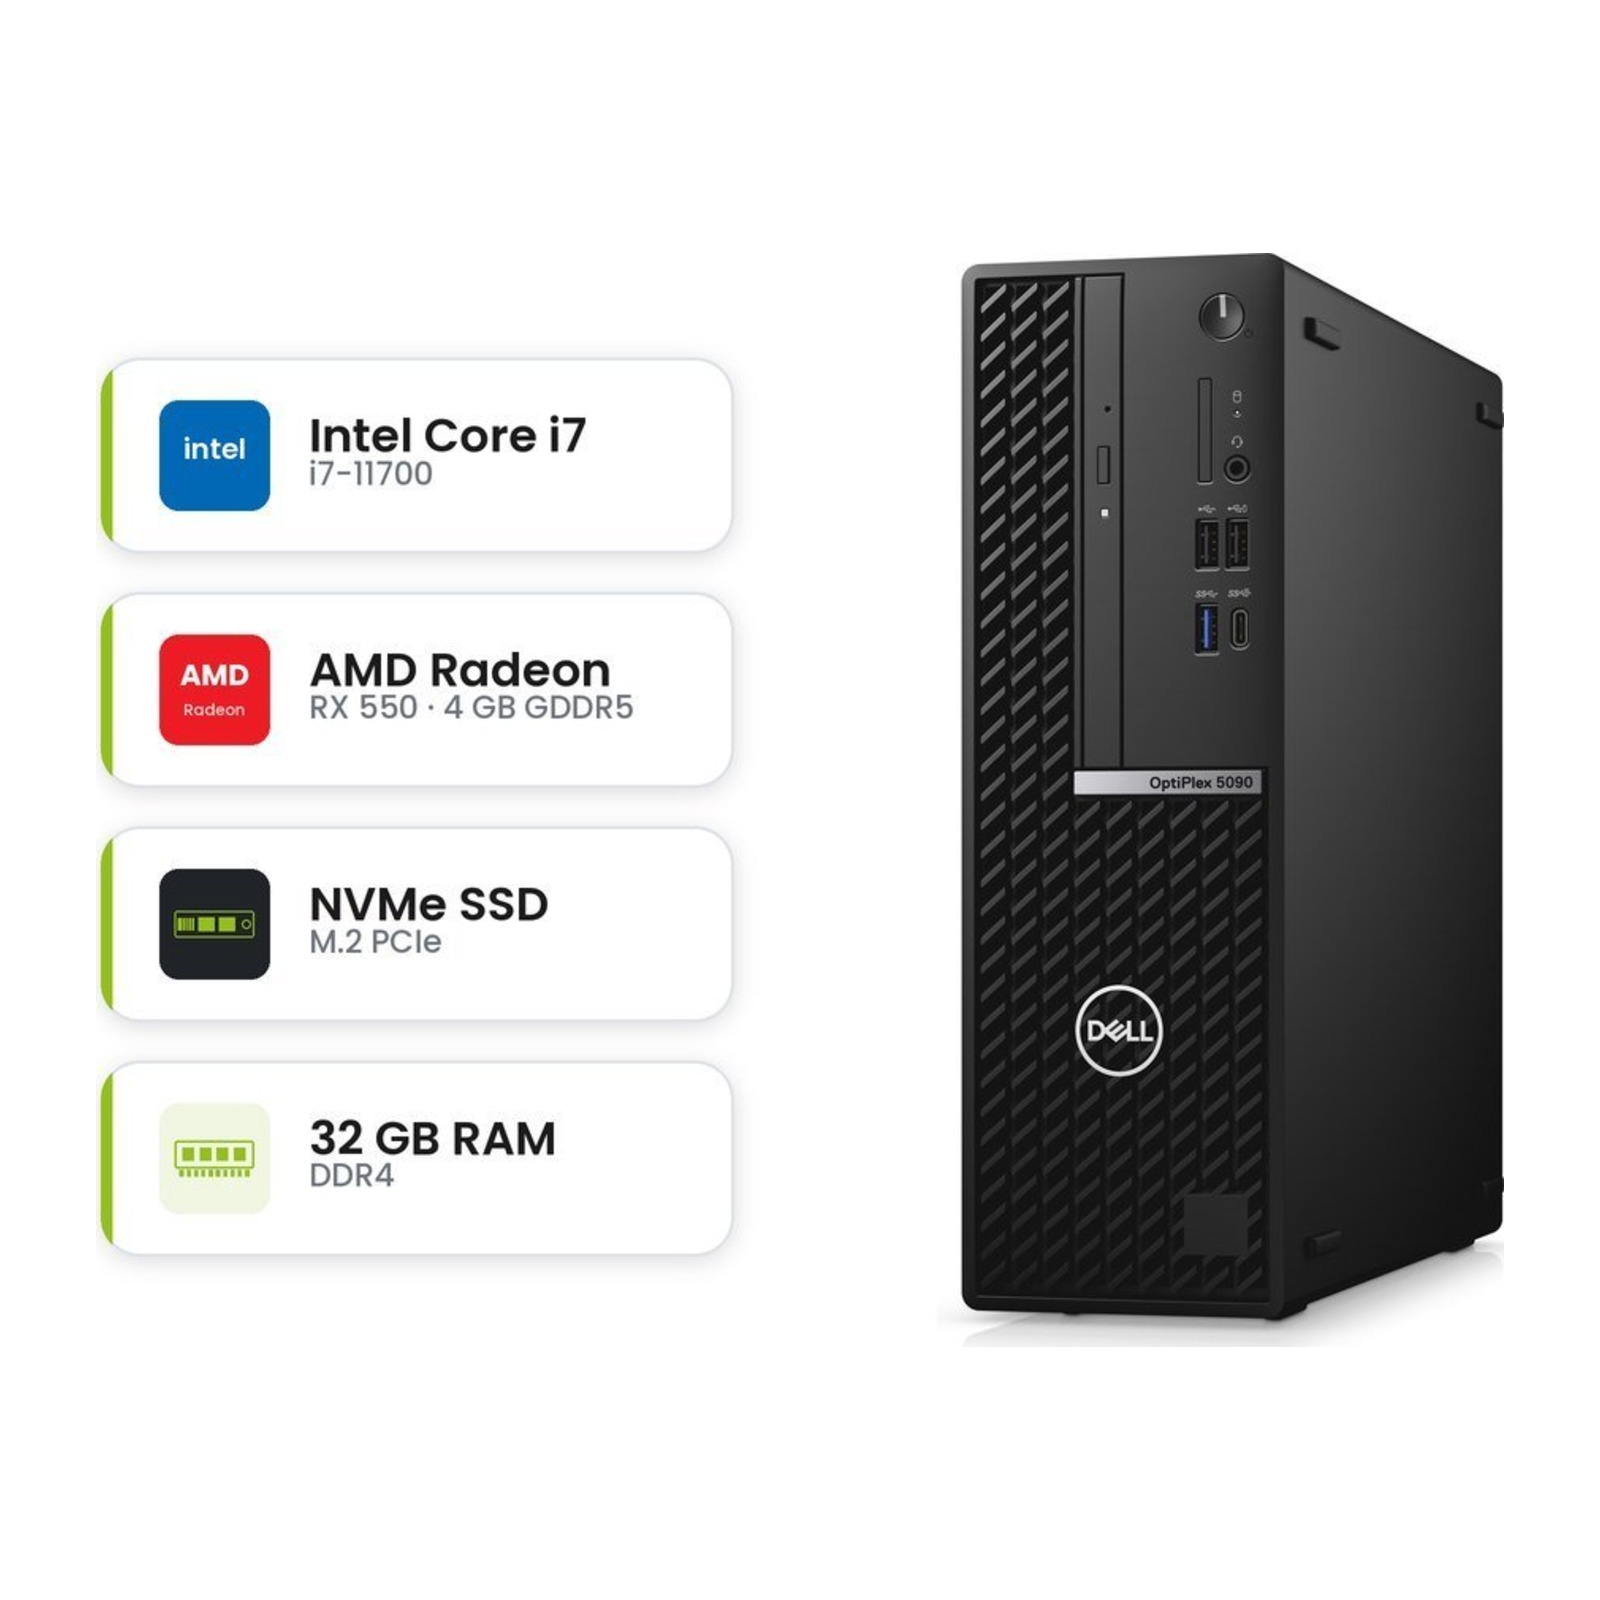 intel
Intel Core i7
i7-11700
AMD
Radeon
AMD Radeon
RX 550 · 4 GB GDDR5
NVMe SSD
M.2 PCIe
32 GB RAM
DDR4
OptiPlex 5090
DELL